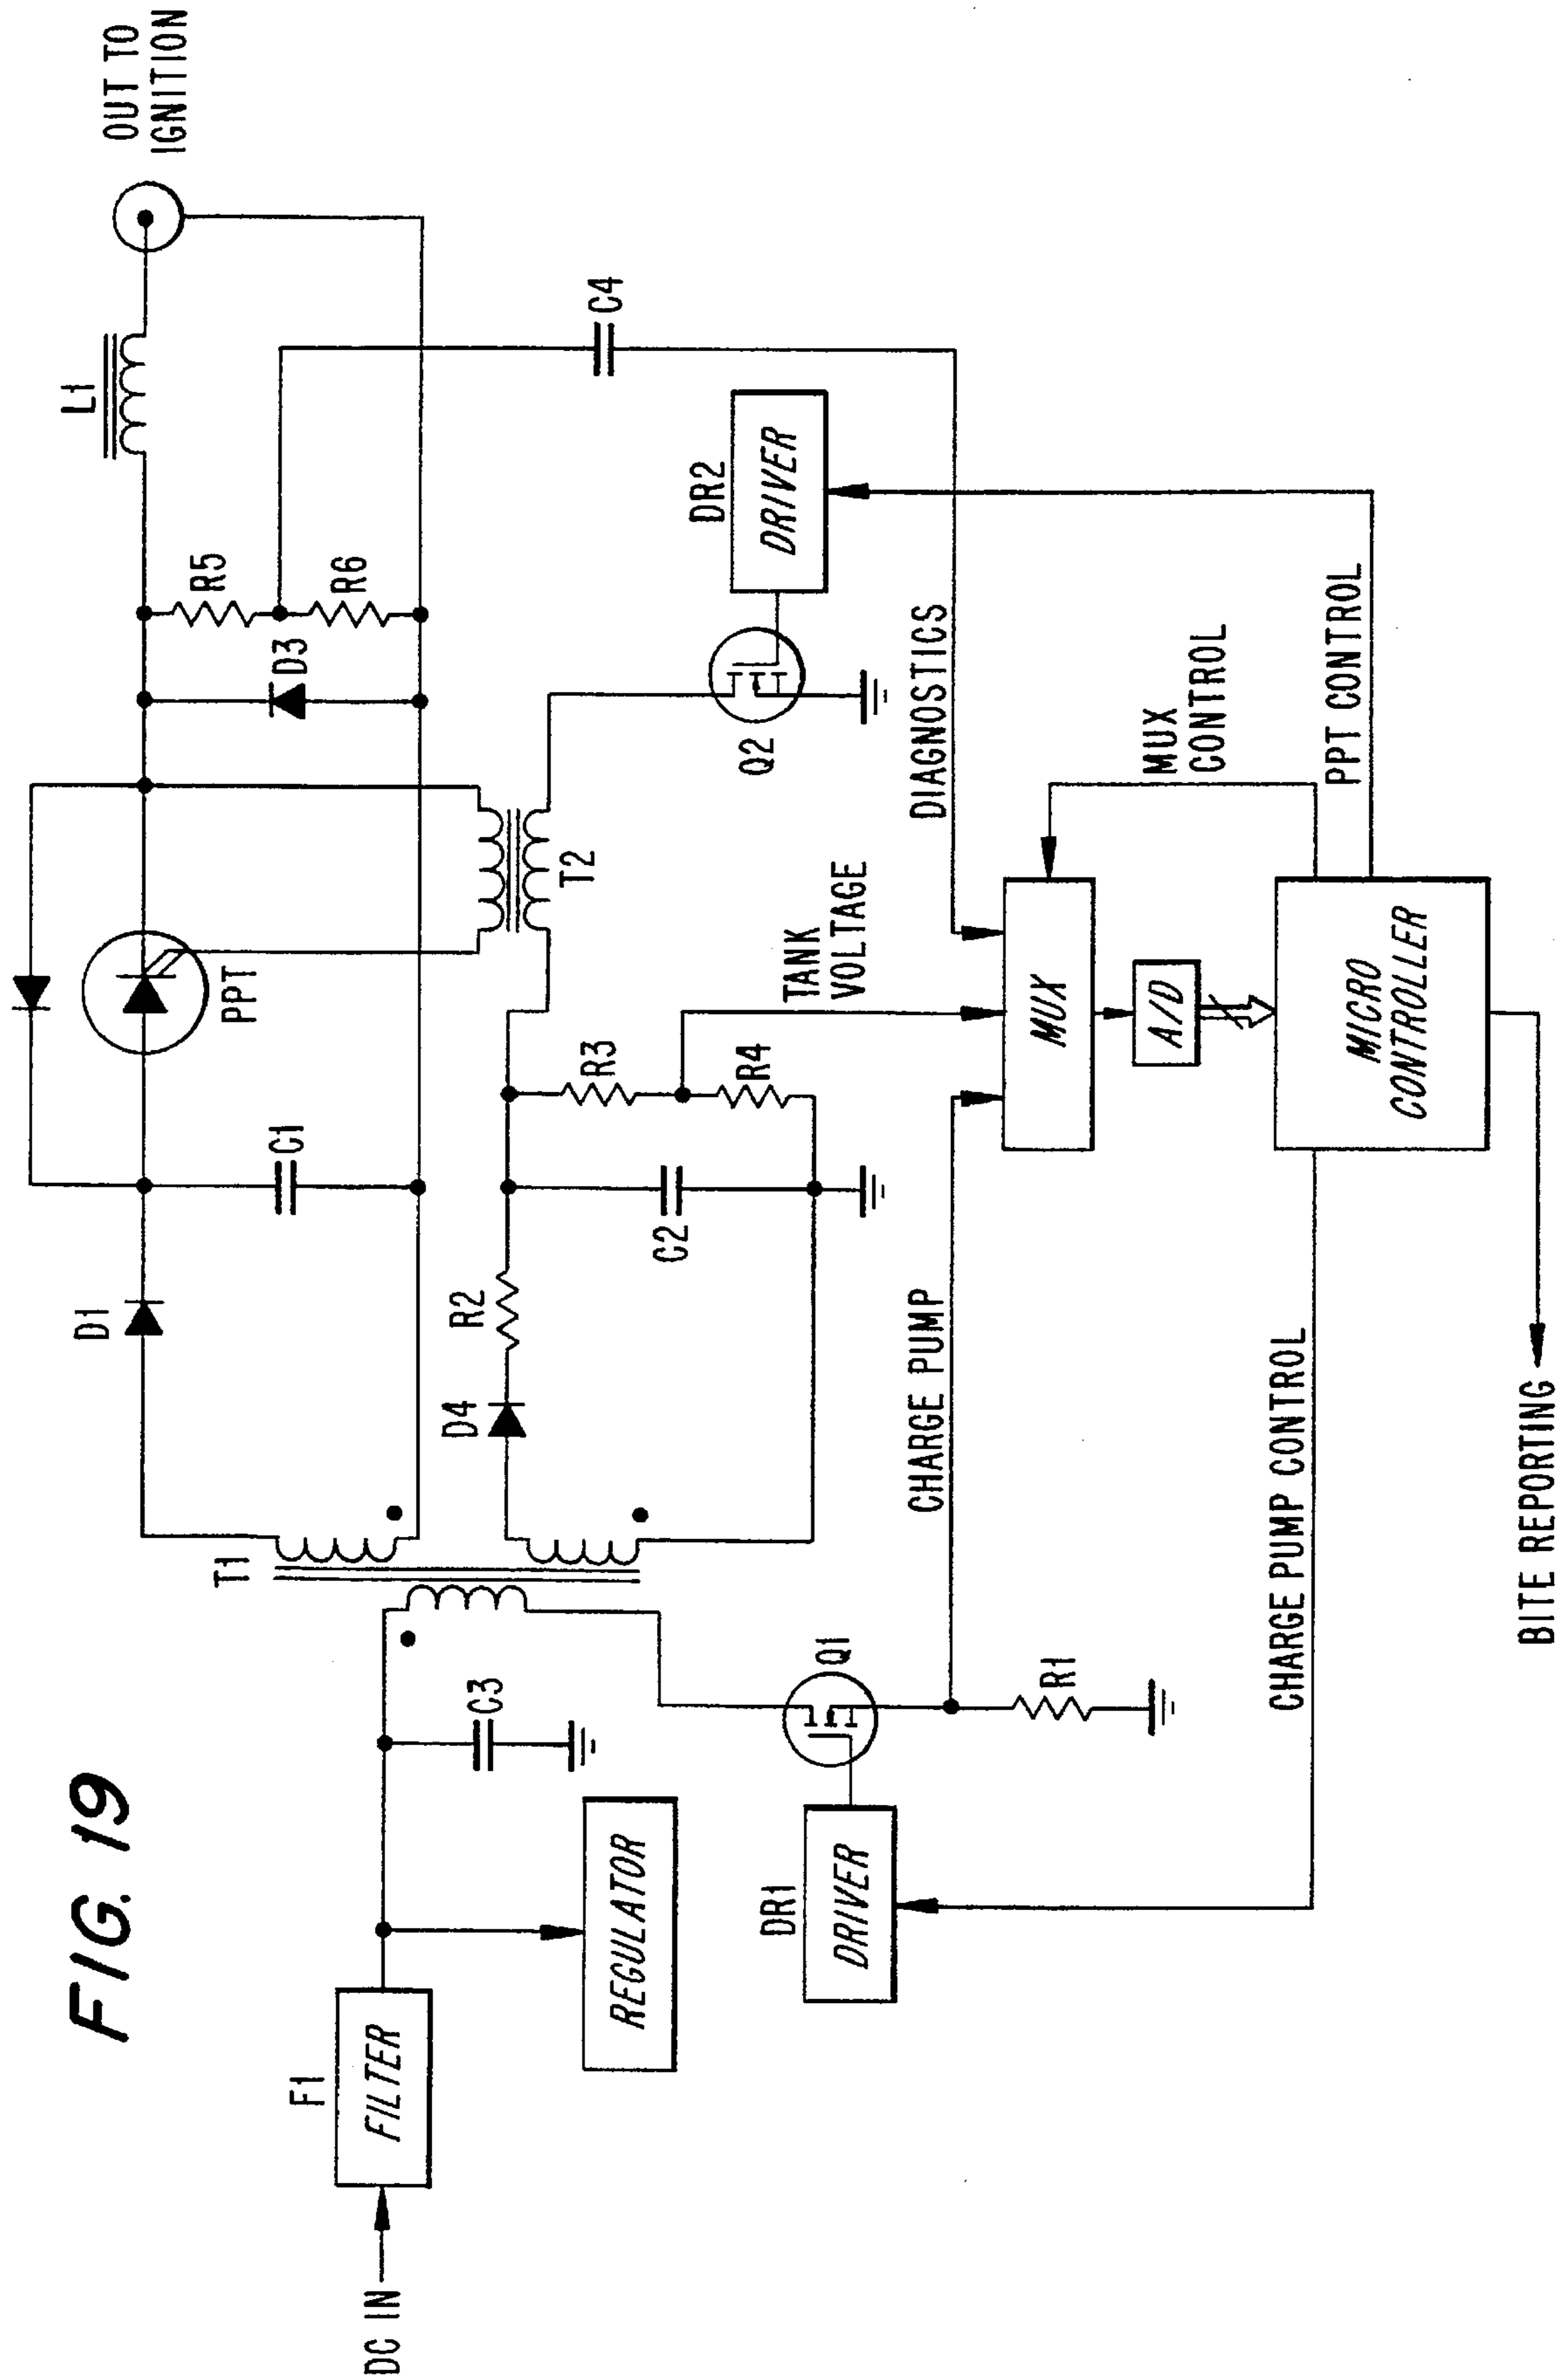 FIG. 19
OUT TO
IGNITION
L1
R5
R6
D3
C4
PPT
C1
D1
T1
T2
Q2
DR2
DRIVER
D4
R2
C2
R3
R4
TANK
VOLTAGE
DIAGNOSTICS
DC IN
F1
FILTER
REGULATOR
C3
Q1
R1
DR1
DRIVER
CHARGE PUMP
CHARGE PUMP CONTROL
MUX
A/D
MICRO
CONTROLLER
MUX
CONTROL
PPT CONTROL
BITE REPORTING